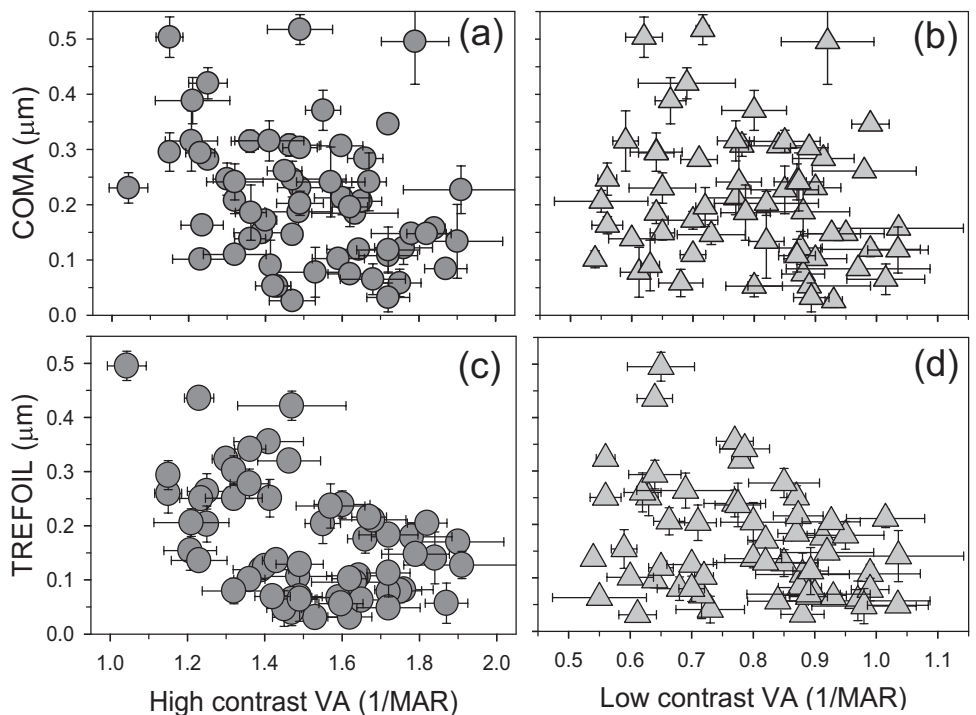 (a)
(b)
COMA (μm)
0.5
0.4
0.3
0.2
0.1
0.0
(c)
(d)
TREFOIL (μm)
0.5
0.4
0.3
0.2
0.1
0.0
1.0 1.2 1.4 1.6 1.8 2.0
0.5 0.6 0.7 0.8 0.9 1.0 1.1
High contrast VA (1/MAR)
Low contrast VA (1/MAR)